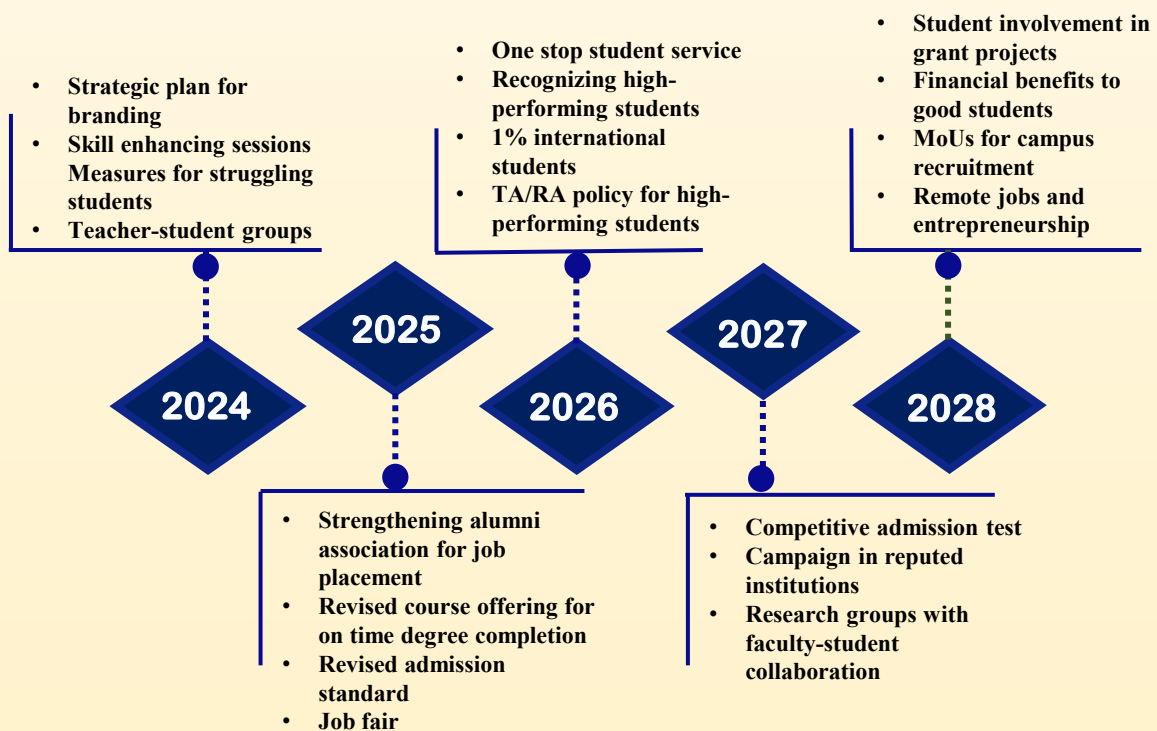 • Strategic plan for
branding
• Skill enhancing sessions
Measures for struggling
students
• Teacher-student groups
2024
2025
• Strengthening alumni
association for job
placement
• Revised course offering for
on time degree completion
• Revised admission
standard
• Job fair
• One stop student service
• Recognizing high-
performing students
• 1% international
students
• TA/RA policy for high-
performing students
2026
2027
• Competitive admission test
• Campaign in reputed
institutions
• Research groups with
faculty-student
collaboration
• Student involvement in
grant projects
• Financial benefits to
good students
• MoUs for campus
recruitment
• Remote jobs and
entrepreneurship
2028